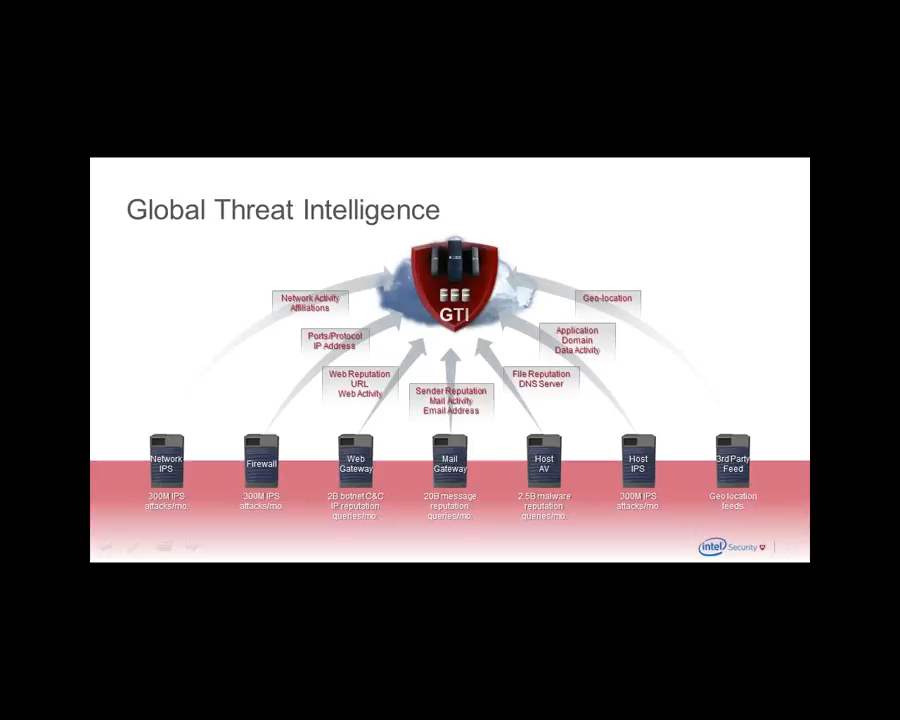 Global Threat Intelligence
GTI
Network Activity
Affiliations
Geo-location
Ports/Protocol
IP Address
Application
Domain
Data Activity
Web Reputation
URL
Web Activity
Sender Reputation
Mail Activity
Email Address
File Reputation
DNS Server
Network
IPS
Firewall
Web
Gateway
Mail
Gateway
Host
AV
Host
IPS
3rd Party
Feed
300M IPS
attacks/mo.
300M IPS
attacks/mo.
2B botnet C&C
IP reputation
queries/mo.
20B message
reputation
queries/mo.
2.5B malware
reputation
queries/mo.
300M IPS
attacks/mo.
Geo location
feeds
intel Security